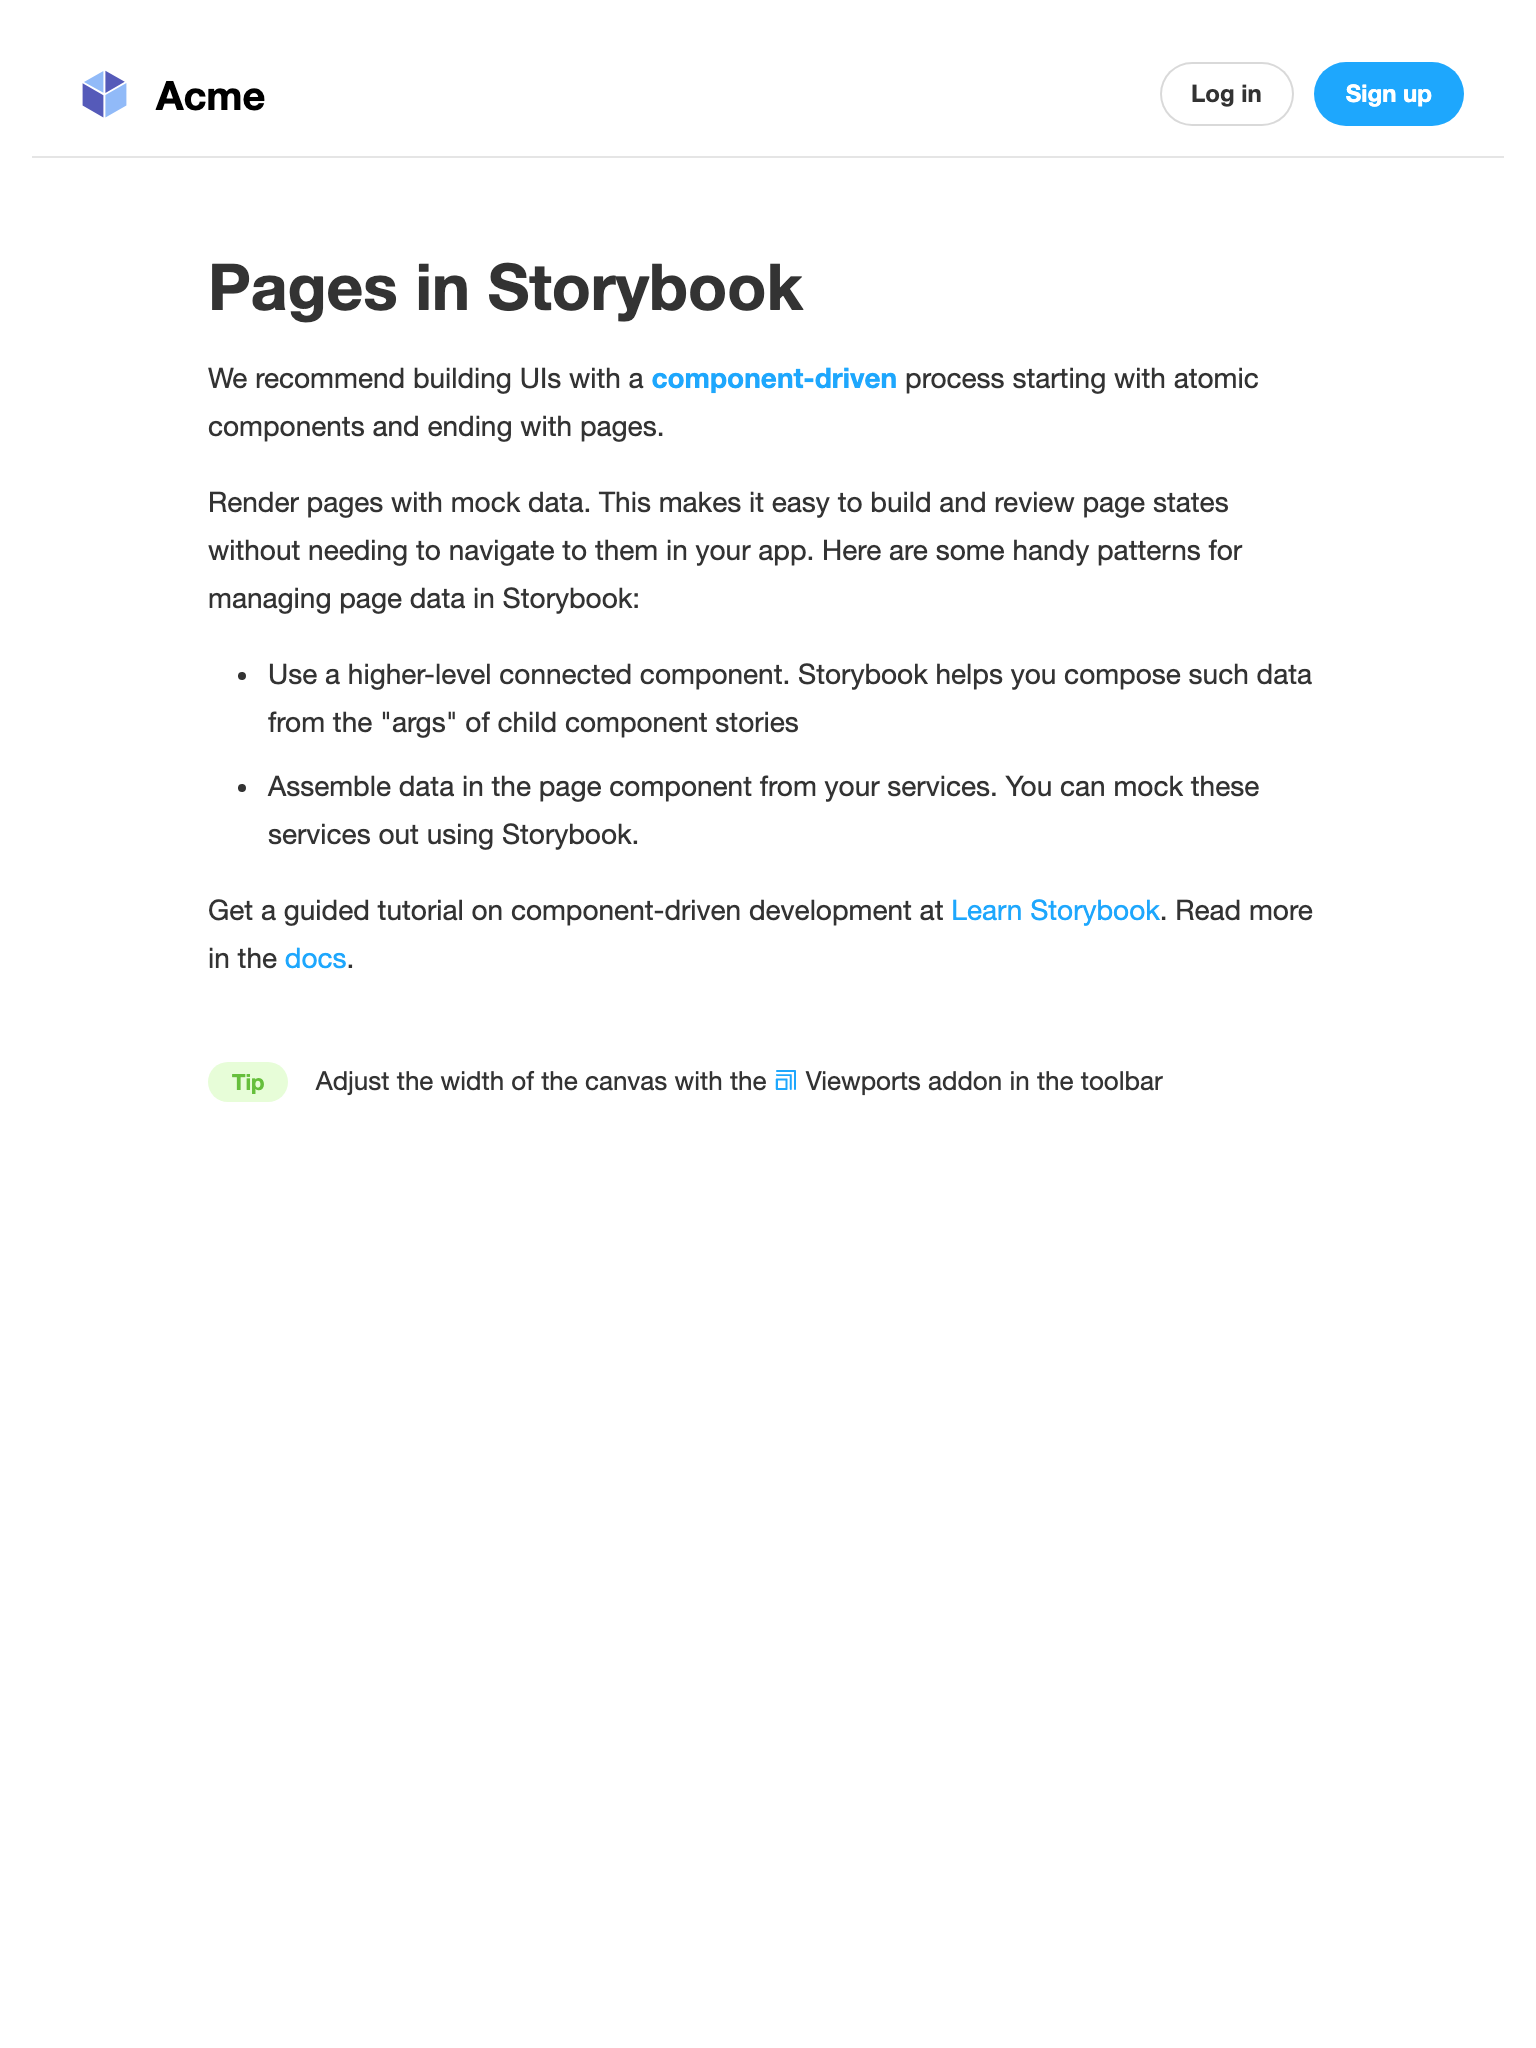 Acme
Log in
Sign up
Pages in Storybook
We recommend building UIs with a component-driven process starting with atomic
components and ending with pages.
Render pages with mock data. This makes it easy to build and review page states
without needing to navigate to them in your app. Here are some handy patterns for
managing page data in Storybook:
• Use a higher-level connected component. Storybook helps you compose such data
from the "args" of child component stories
• Assemble data in the page component from your services. You can mock these
services out using Storybook.
Get a guided tutorial on component-driven development at Learn Storybook. Read more
in the docs.
Tip
Adjust the width of the canvas with the Viewports addon in the toolbar